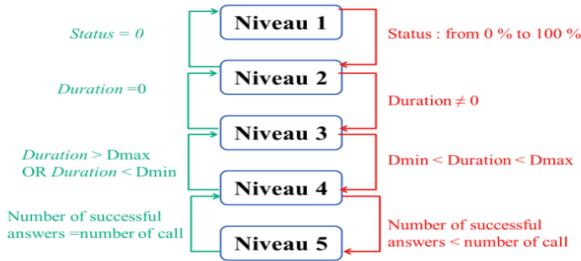 Niveau 1
Status = 0
Status : from 0 % to 100 %
Niveau 2
Duration =0
Duration ≠ 0
Niveau 3
Duration > Dmax
OR Duration < Dmin
Dmin < Duration < Dmax
Niveau 4
Number of successful
answers =number of call
Number of successful
answers < number of call
Niveau 5